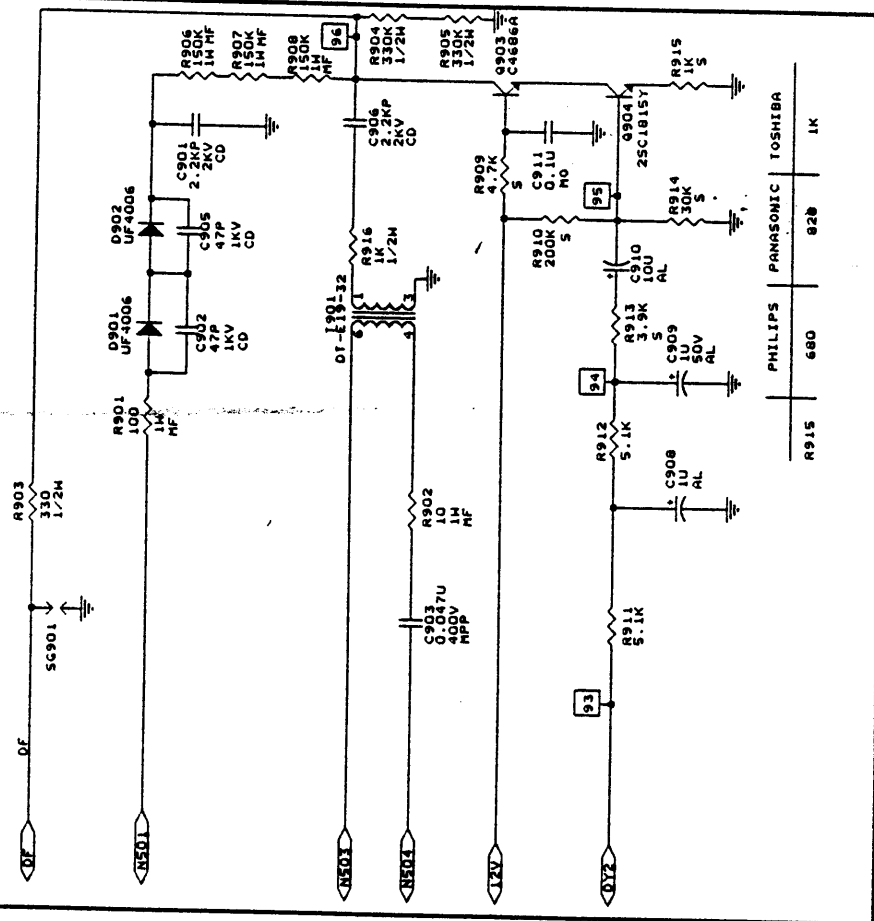 DF
DF
SG901
R903
330
1/2W
N501
R901
100
1W
MF
D901
UF4006
C902
47P
1KV
CD
D902
UF4006
C905
47P
1KV
CD
C901
2.2KP
2.2KV
CD
R906
150K
1W MF
R907
150K
1W MF
R908
150K
1W
MF
96
R904
330K
1/2W
R905
330K
1/2W
C906
2.2KP
2KV
CD
R916
1K
1/2W
T901
DT-E19-32
1
3
6
4
N503
N504
C903
0.047U
400V
MPP
R902
10
1W
MF
Q903
C4686A
Q904
2SC1815Y
R915
1K
S
R909
4.7K
S
C911
0.1U
MO
12V
R910
200K
S
95
R914
30K
S
C910
10U
AL
R913
3.9K
S
94
C909
1U
50V
AL
R912
5.1K
C908
1U
AL
R911
5.1K
93
DY2
PHILIPS PANASONIC TOSHIBA
R915 680 820 1K